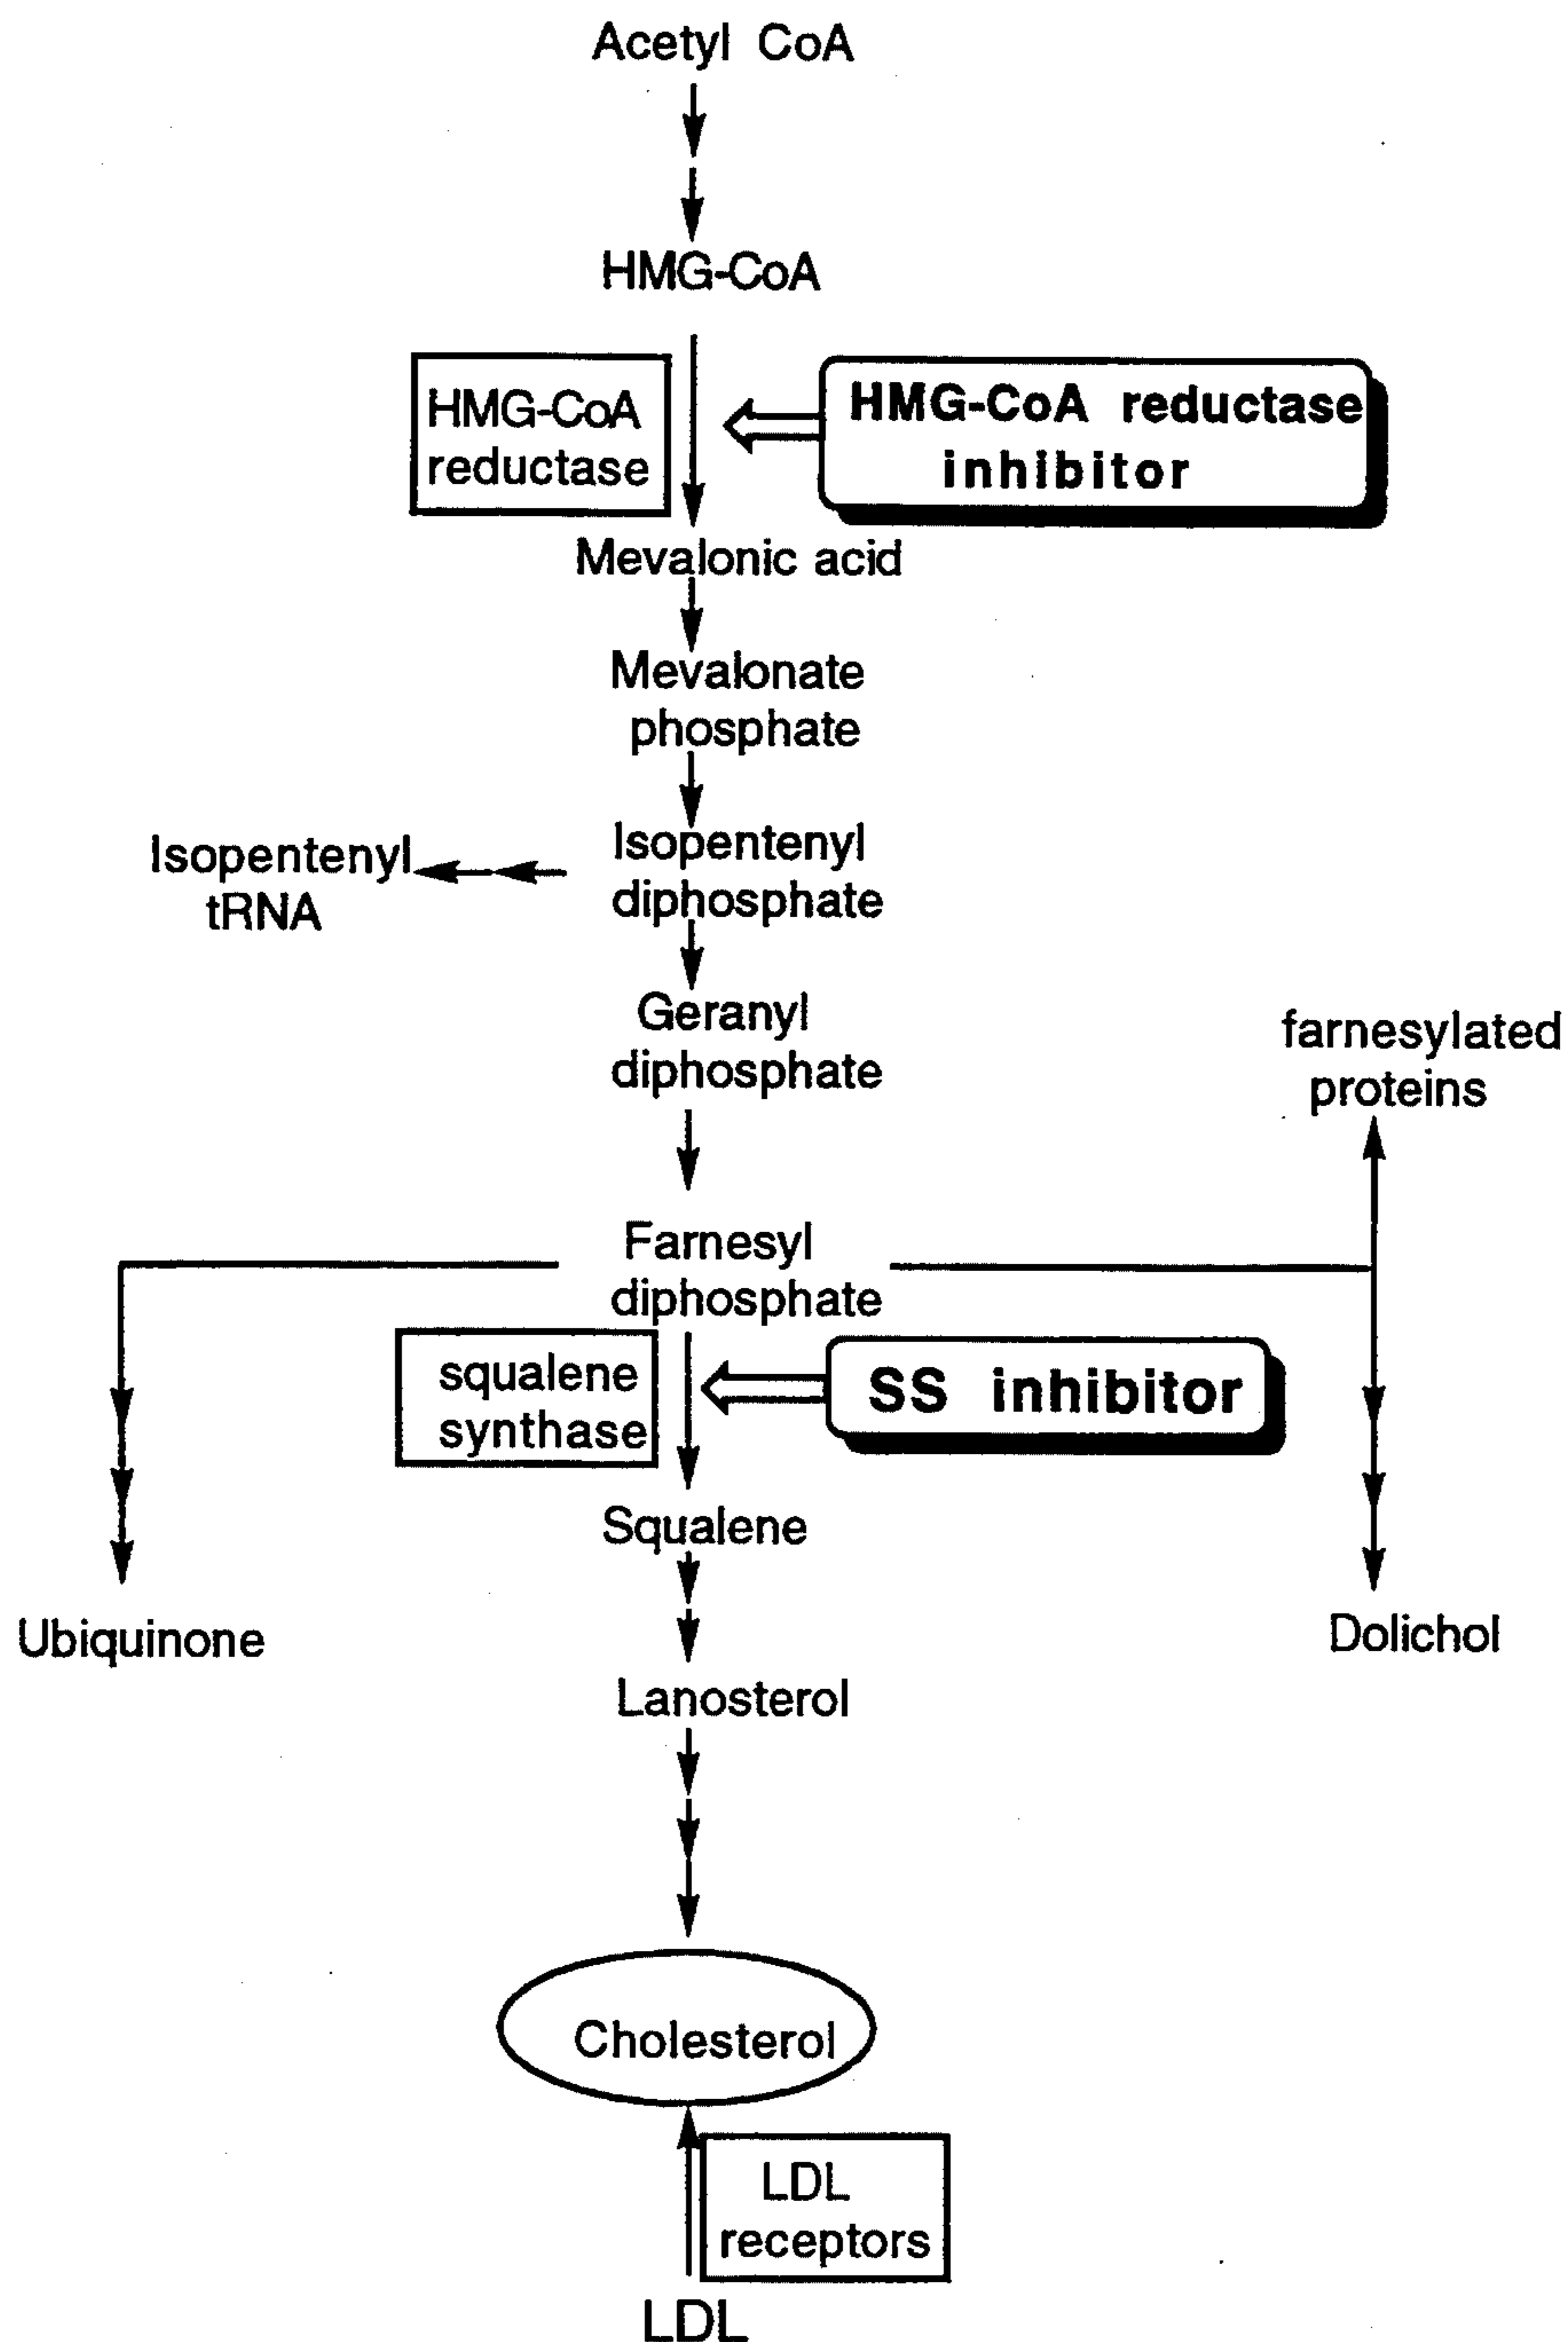 Acetyl CoA
HMG-CoA
HMG-CoA
reductase
HMG-CoA reductase
inhibitor
Mevalonic acid
Mevalonate
phosphate
Isopentenyl
tRNA
Isopentenyl
diphosphate
Geranyl
diphosphate
farnesylated
proteins
Farnesyl
diphosphate
squalene
synthase
SS inhibitor
Squalene
Ubiquinone
Dolichol
Lanosterol
Cholesterol
LDL
receptors
LDL